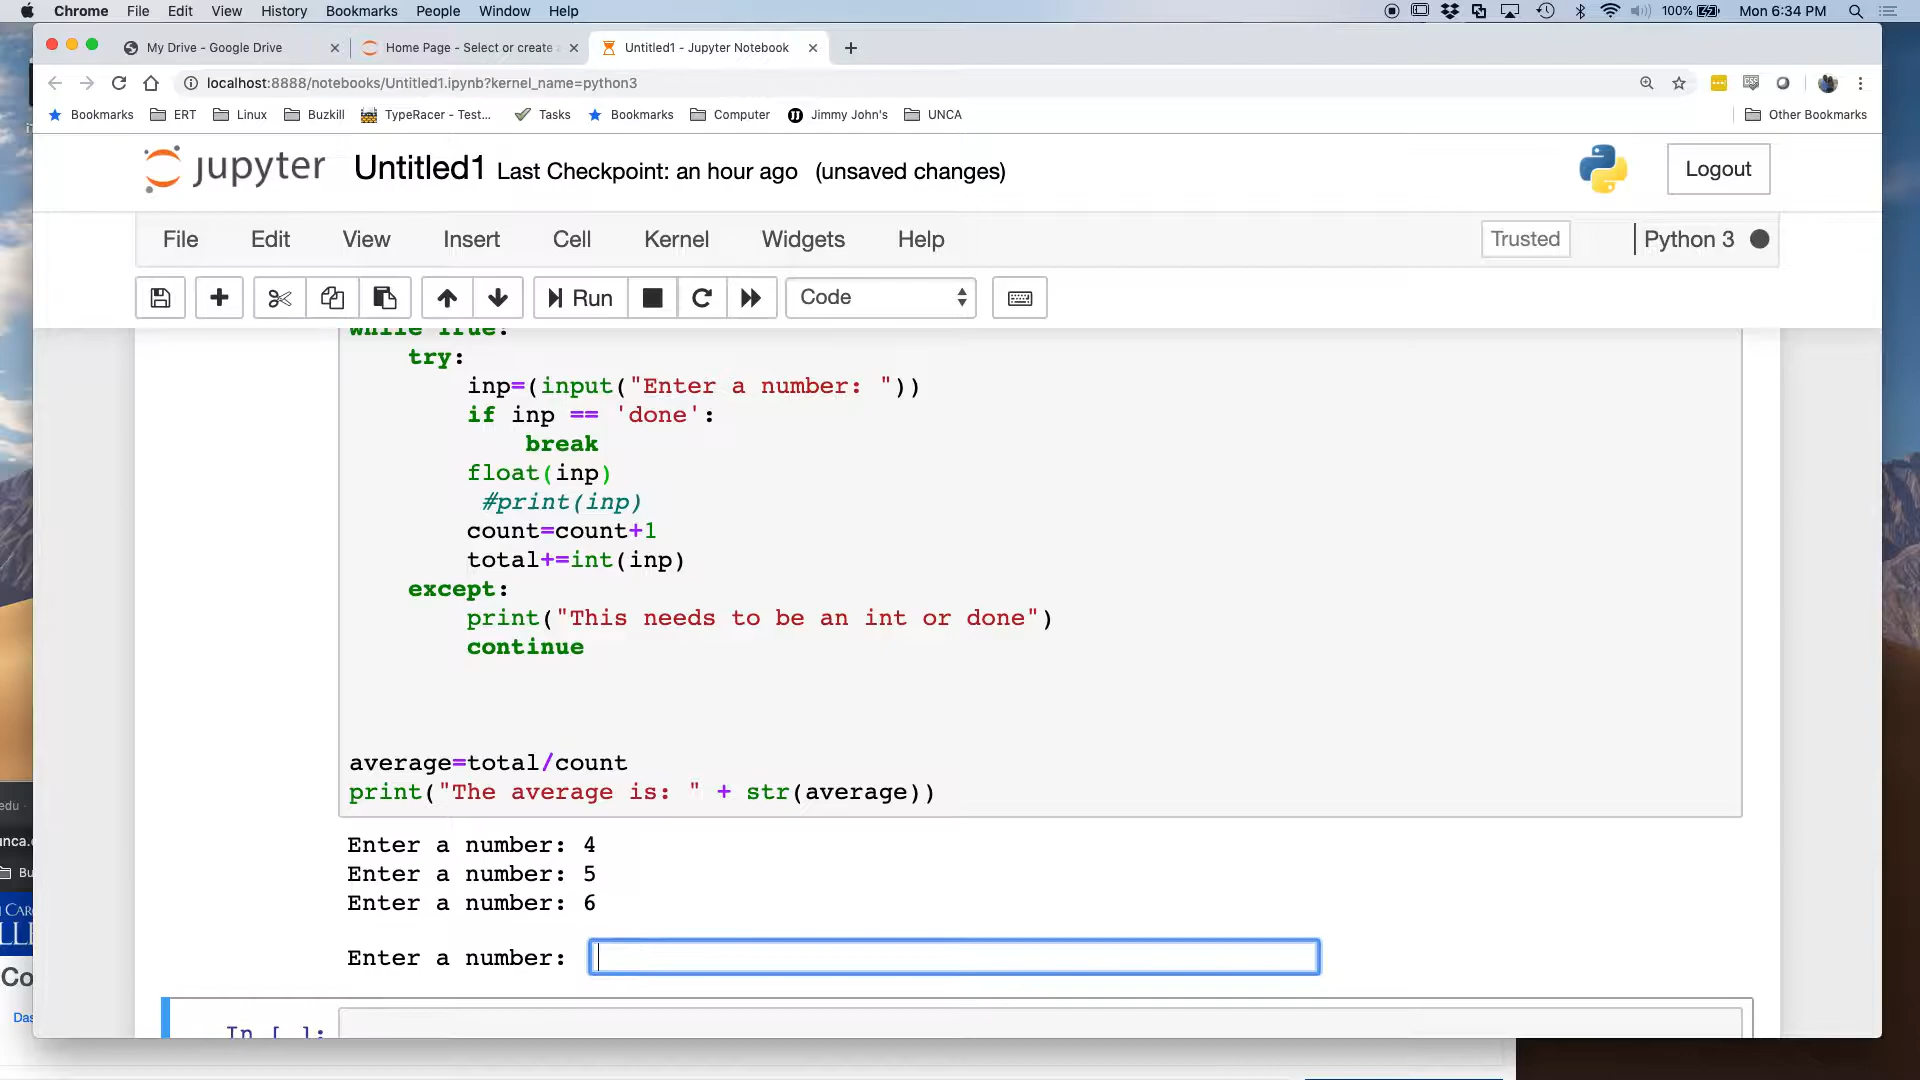 Chrome File Edit View History Bookmarks People Window Help 100% Mon 6:34 PM
My Drive - Google Drive Home Page - Select or create Untitled1 - Jupyter Notebook
localhost:8888/notebooks/Untitled1.ipynb?kernel_name=python3
Bookmarks ERT Linux Buzkill TypeRacer - Test... Tasks Bookmarks Computer Jimmy John's UNCA Other Bookmarks
jupyter Untitled1 Last Checkpoint: an hour ago (unsaved changes) Logout
File Edit View Insert Cell Kernel Widgets Help Trusted Python 3
Run Code
while True:
try:
inp=(input("Enter a number: "))
if inp == 'done':
break
float(inp)
#print(inp)
count=count+1
total+=int(inp)
except:
print("This needs to be an int or done")
continue
average=total/count
print("The average is: " + str(average))
Enter a number: 4
Enter a number: 5
Enter a number: 6
Enter a number:
In [ ]: